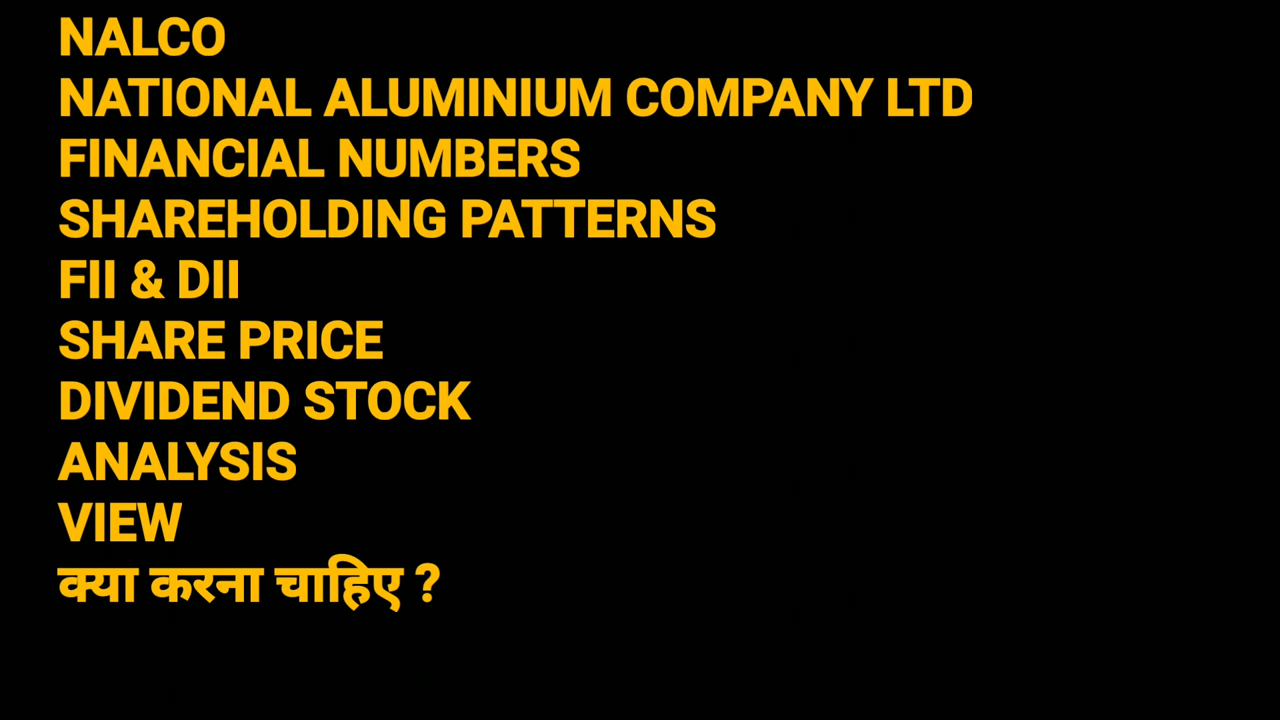 NALCO
NATIONAL ALUMINIUM COMPANY LTD
FINANCIAL NUMBERS
SHAREHOLDING PATTERNS
FII & DII
SHARE PRICE
DIVIDEND STOCK
ANALYSIS
VIEW
क्या करना चाहिए ?